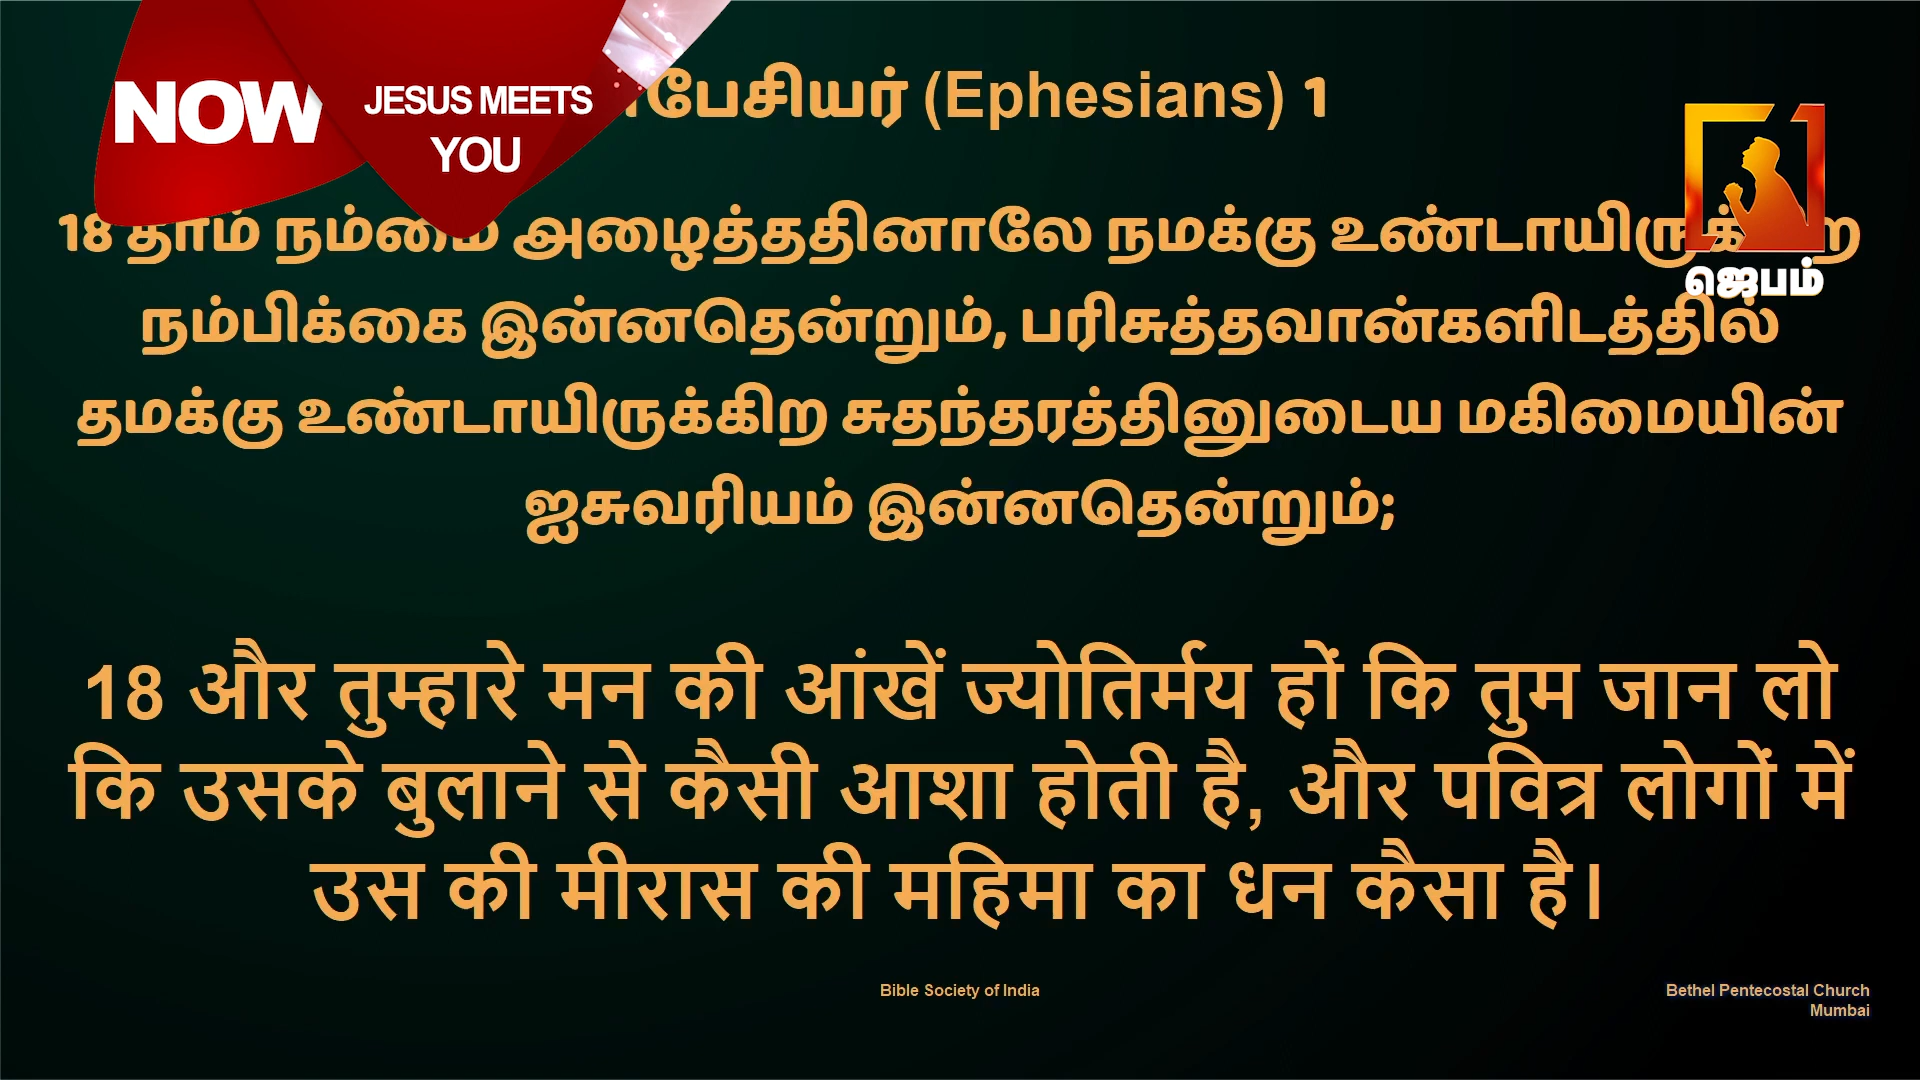 NOW
JESUS MEETS
YOU
(Ephesians) 1
18 தாம் நம்மை அழைத்ததினாலே நமக்கு உண்டாயிருக்கிற
ஜெபம்
நம்பிக்கை இன்னதென்றும், பரிசுத்தவான்களிடத்தில்
தமக்கு உண்டாயிருக்கிற சுதந்தரத்தினுடைய மகிமையின்
ஐசுவரியம் இன்னதென்றும்;
18 और तुम्हारे मन की आंखें ज्योतिर्मय हों कि तुम जान लो
कि उसके बुलाने से कैसी आशा होती है, और पवित्र लोगों में
उस की मीरास की महिमा का धन कैसा है।
Bible Society of India
Bethel Pentecostal Church
Mumbai